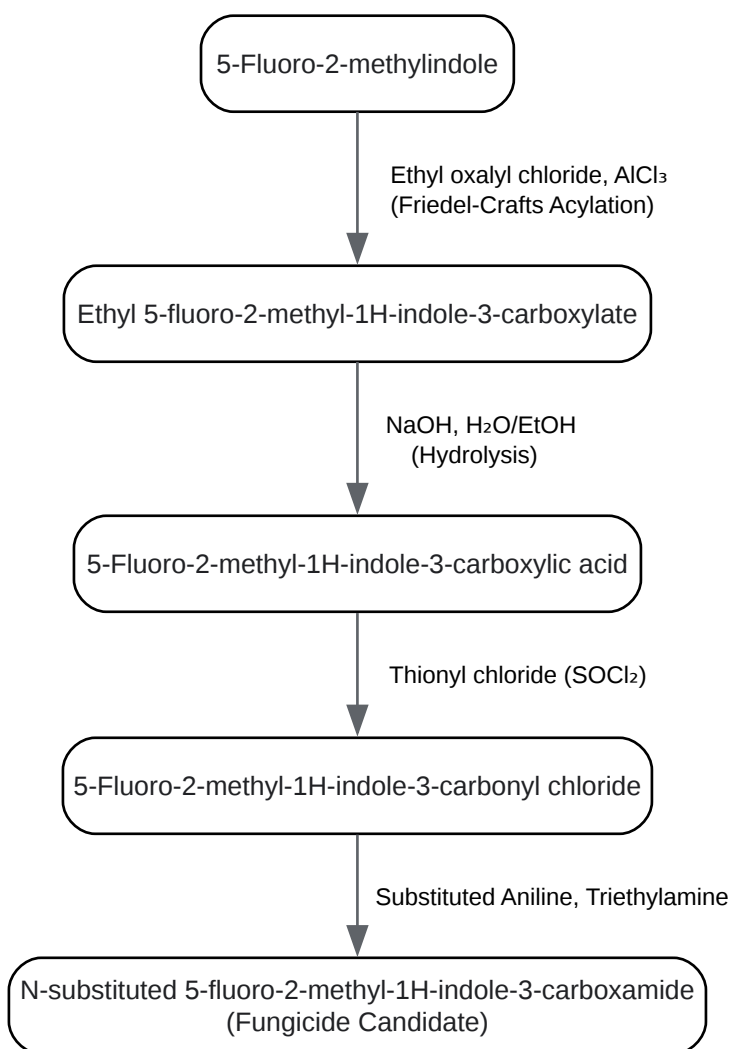 5-Fluoro-2-methylindole
Ethyl oxalyl chloride, AlCl₃
(Friedel-Crafts Acylation)
Ethyl 5-fluoro-2-methyl-1H-indole-3-carboxylate
NaOH, H₂O/EtOH
(Hydrolysis)
5-Fluoro-2-methyl-1H-indole-3-carboxylic acid
Thionyl chloride (SOCl₂)
5-Fluoro-2-methyl-1H-indole-3-carbonyl chloride
Substituted Aniline, Triethylamine
N-substituted 5-fluoro-2-methyl-1H-indole-3-carboxamide
(Fungicide Candidate)